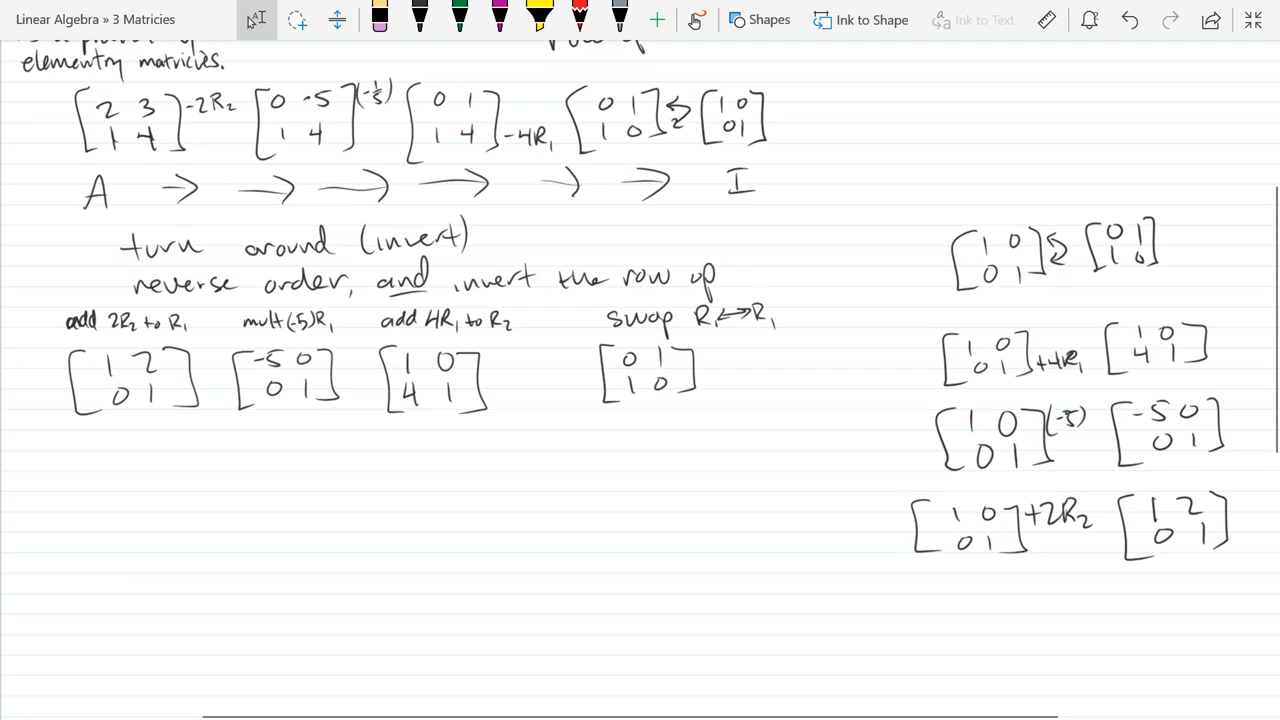 Linear Algebra » 3 Matricies
Shapes
Ink to Shape
Ink to Text
elementry matricies.
[2 3] -2R₂ [0 -5] (-1/5) [0 1] [0 1] ↔ [1 0]
[1 4] [1 4] [1 4] -4R₁ [1 0] [0 1]
A → → → → → → I
turn around (invert)
reverse order, and invert the row op
add 2R₂ to R₁ mult (-5)R₁ add 4R₁ to R₂ swap R₁↔R₁
[1 2] [-5 0] [1 0] [0 1]
[0 1] [0 1] [4 1] [1 0]
[1 0] ↔ [0 1]
[0 1] [1 0]
[1 0] [1 0]
[0 1] +4R₁ [4 1]
[1 0] (-5) [-5 0]
[0 1] [0 1]
[1 0] +2R₂ [1 2]
[0 1] [0 1]